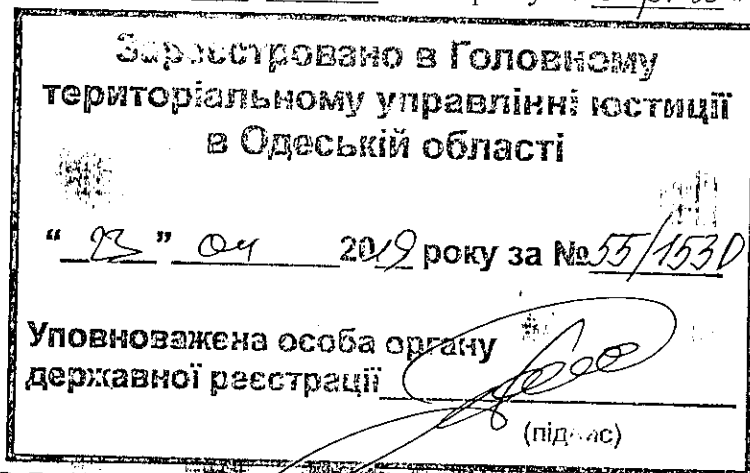 Зареєстровано в Головному
територіальному управлінні юстиції
в Одеській області
“ 23 ” 04 2019 року за № 55/1530
Уповноважена особа органу
державної реєстрації
(підпис)